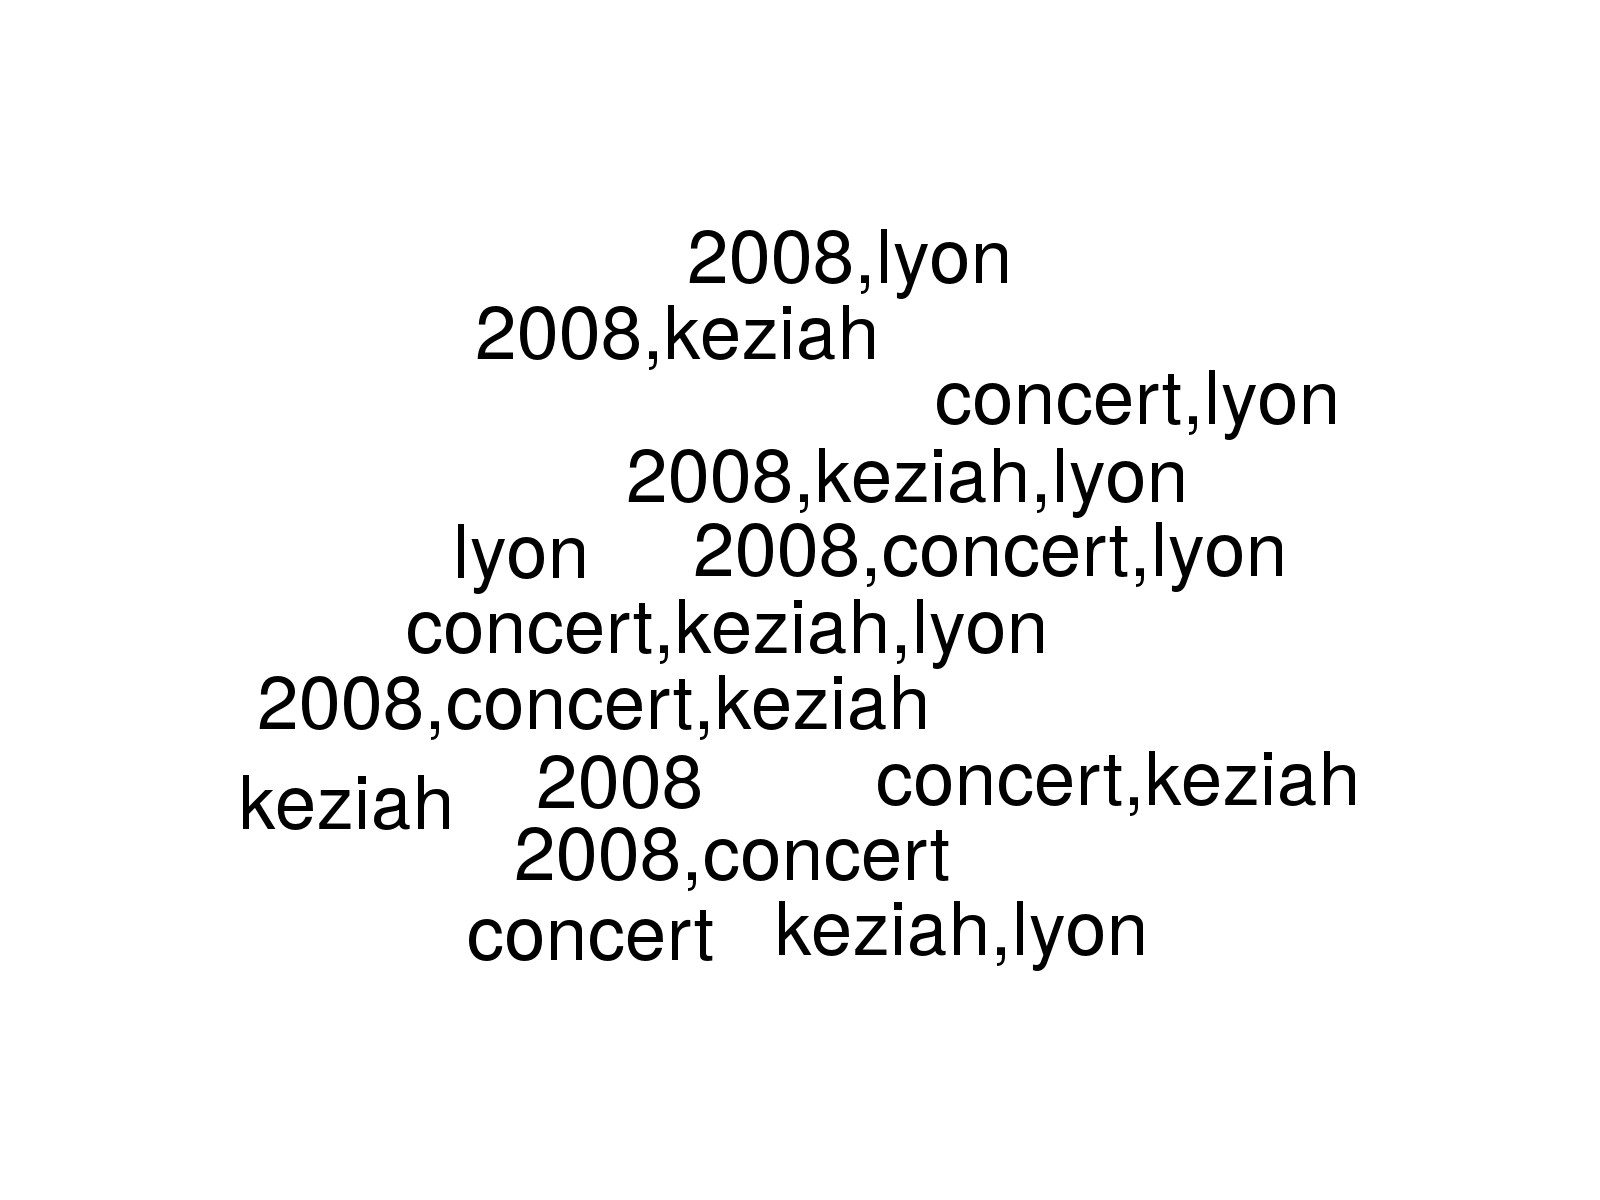 2008,lyon
2008,keziah
concert,lyon
2008,keziah,lyon
lyon 2008,concert,lyon
concert,keziah,lyon
2008,concert,keziah
keziah 2008 concert,keziah
2008,concert
concert keziah,lyon